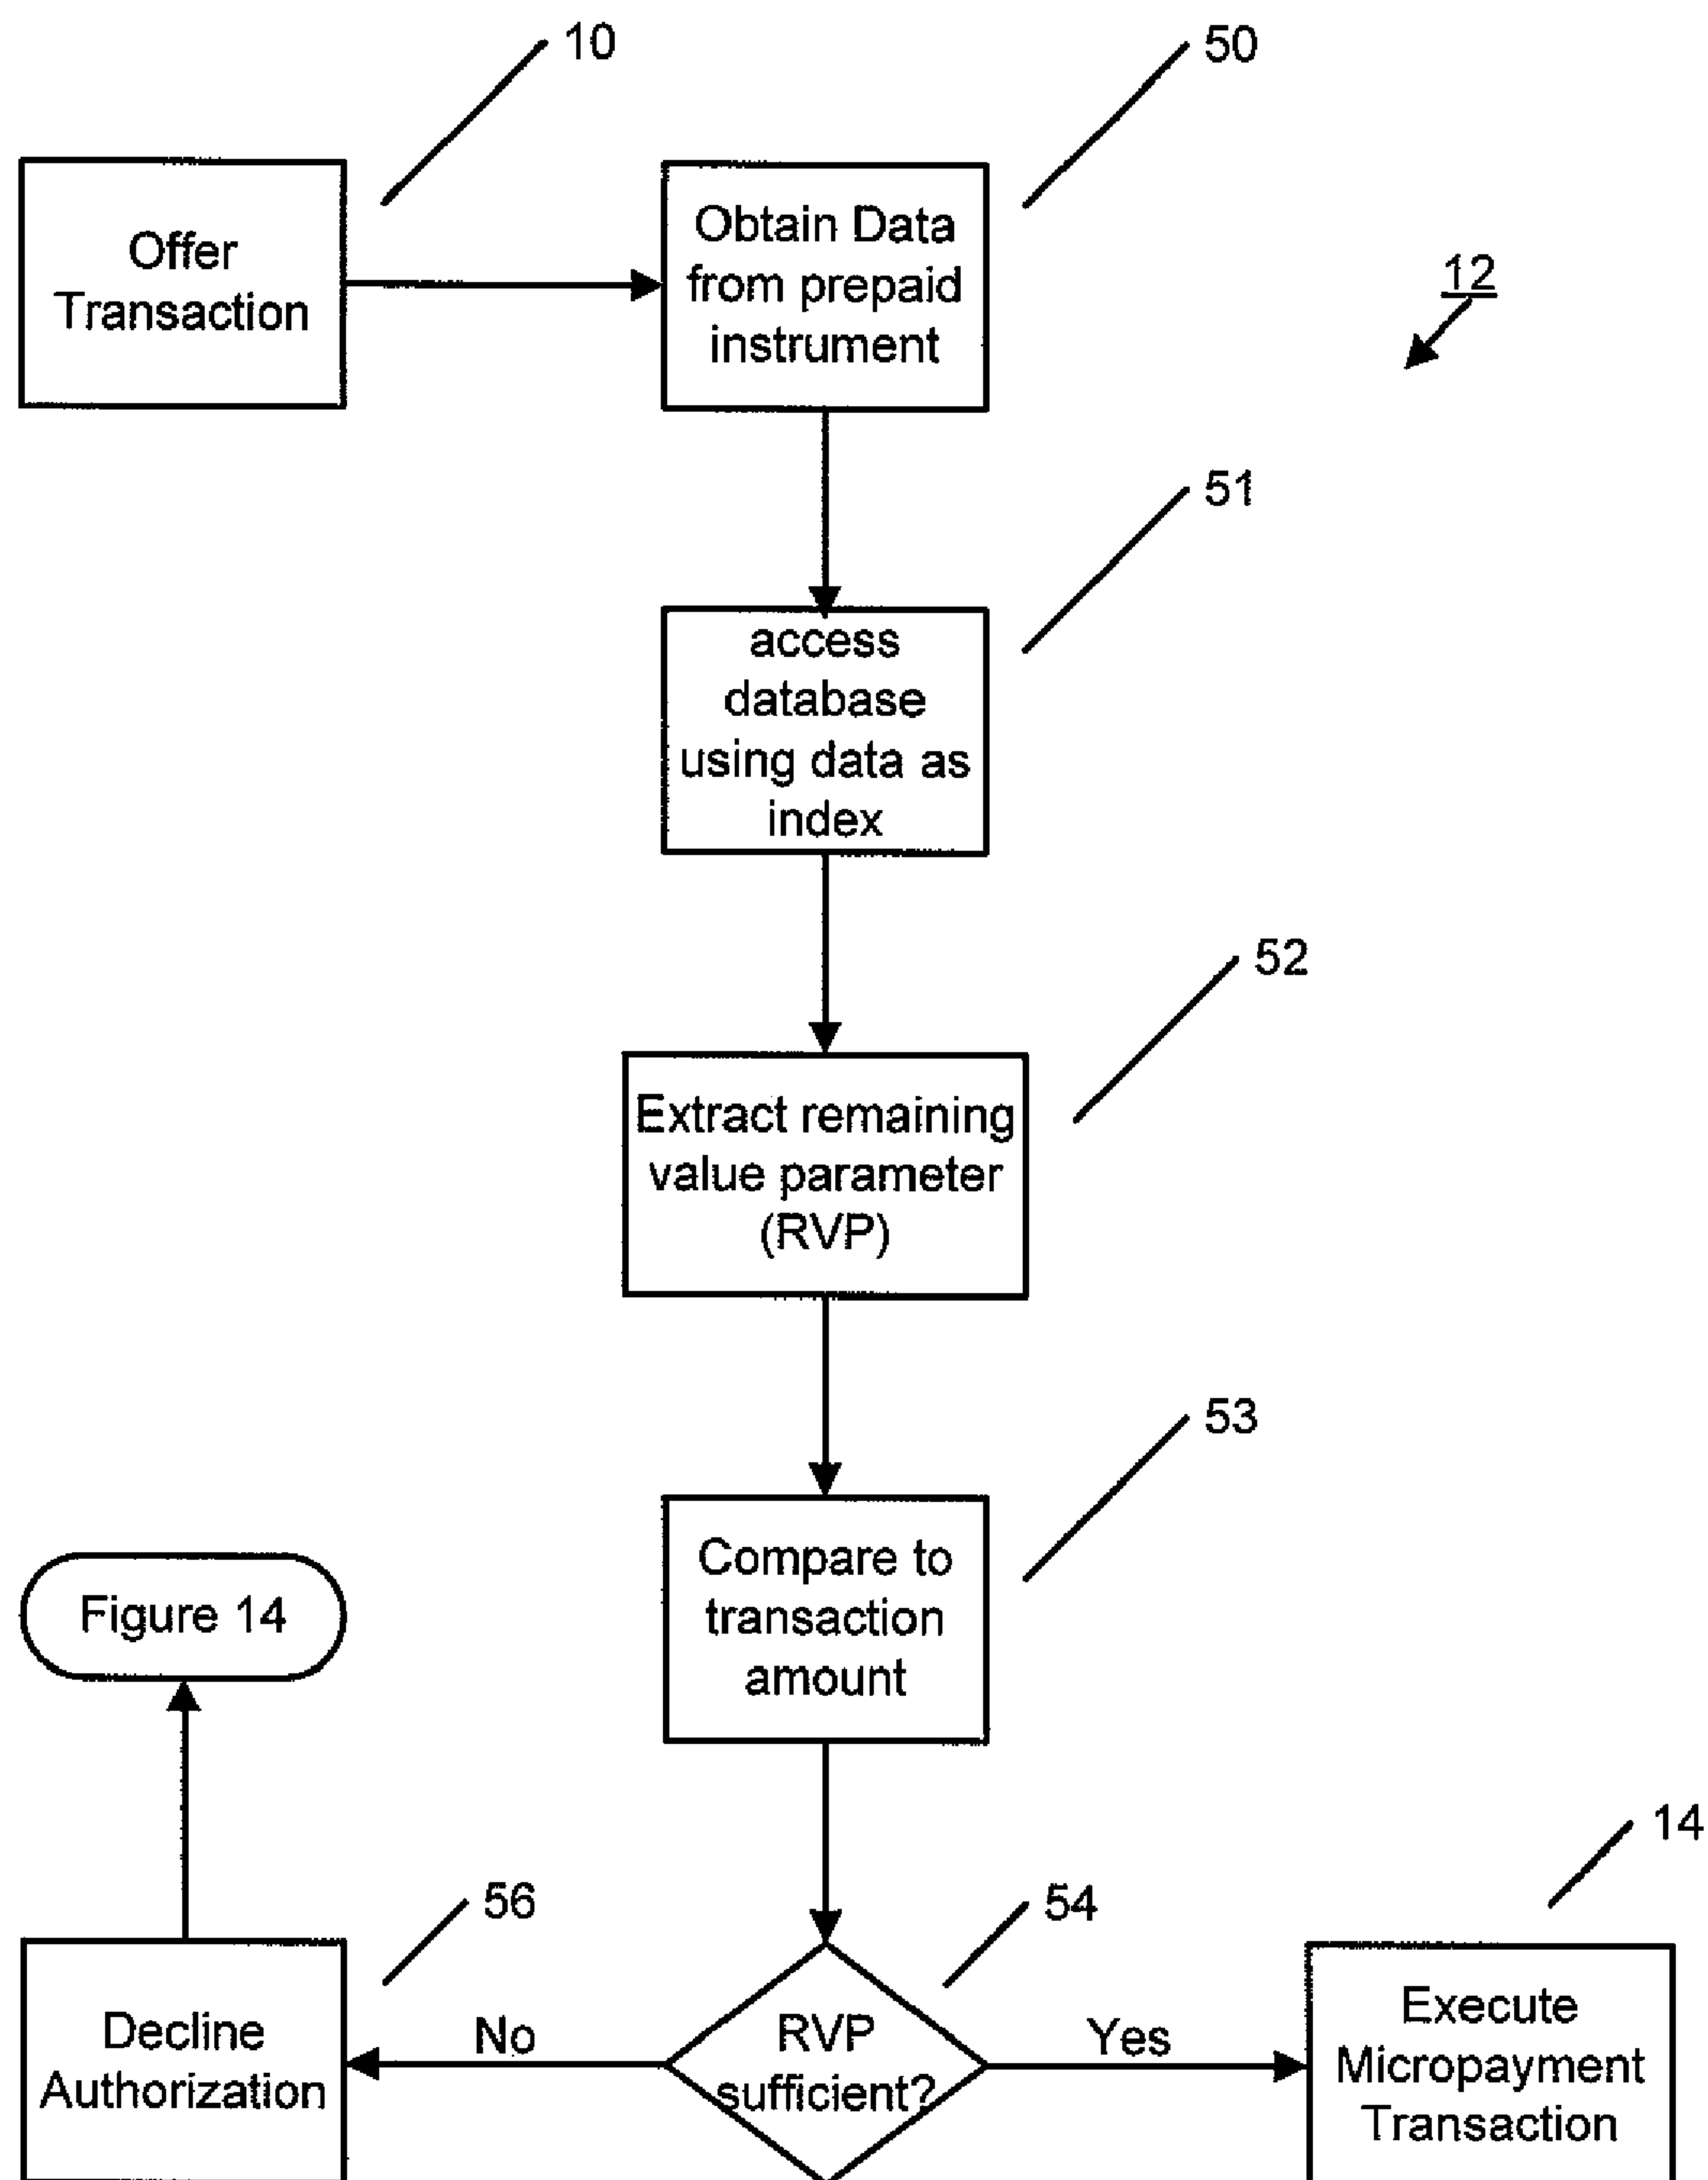 10
50
Offer
Transaction
Obtain Data
from prepaid
instrument
12
51
access
database
using data as
index
52
Extract remaining
value parameter
(RVP)
53
Compare to
transaction
amount
Figure 14
14
56
54
Decline
Authorization
No
RVP
sufficient?
Yes
Execute
Micropayment
Transaction